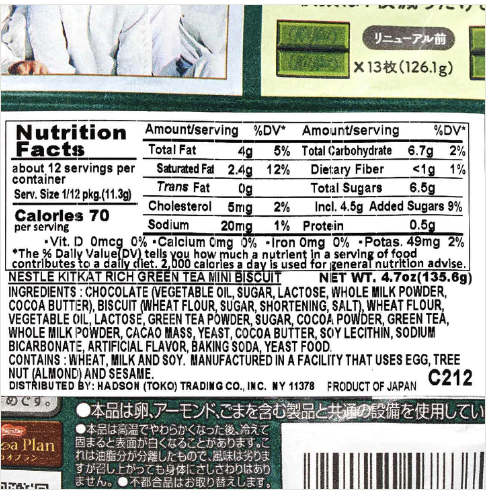 リニューアル前
×13枚(126.1g)
Nutrition Facts
about 12 servings per container
Serv. Size 1/12 pkg.(11.3g)
Calories 70
per serving
Amount/serving %DV* Amount/serving %DV*
Total Fat 4g 5% Total Carbohydrate 6.7g 2%
Saturated Fat 2.4g 12% Dietary Fiber <1g 1%
Trans Fat 0g Total Sugars 6.5g
Cholesterol 5mg 2% Incl. 4.5g Added Sugars 9%
Sodium 20mg 1% Protein 0.5g
•Vit. D 0mcg 0% •Calcium 0mg 0% •Iron 0mg 0% •Potas. 49mg 2%
*The % Daily Value(DV) tells you how much a nutrient in a serving of food
contributes to a daily diet. 2,000 calories a day is used for general nutrition advise.
NESTLE KITKAT RICH GREEN TEA MINI BISCUIT NET WT. 4.7oz(135.6g)
INGREDIENTS : CHOCOLATE (VEGETABLE OIL, SUGAR, LACTOSE, WHOLE MILK POWDER,
COCOA BUTTER), BISCUIT (WHEAT FLOUR, SUGAR, SHORTENING, SALT), WHEAT FLOUR,
VEGETABLE OIL, LACTOSE, GREEN TEA POWDER, SUGAR, COCOA POWDER, GREEN TEA,
WHOLE MILK POWDER, CACAO MASS, YEAST, COCOA BUTTER, SOY LECITHIN, SODIUM
BICARBONATE, ARTIFICIAL FLAVOR, BAKING SODA, YEAST FOOD.
CONTAINS : WHEAT, MILK AND SOY. MANUFACTURED IN A FACILITY THAT USES EGG, TREE
NUT (ALMOND) AND SESAME.
DISTRIBUTED BY: HADSON (TOKO) TRADING CO., INC. NY 11378 PRODUCT OF JAPAN C212
めです。
●本品は卵、アーモンド、ごまを含む製品と共通の設備を使用してい
●本品は高温でやわらかくなった後、冷えて
固まると表面が白くなることがあります。こ
れは油脂分が分離したもので、風味は劣りま
すが召し上がっても身体にさしさわりはあり
ません。●不都合品はお取り替えします。
oa Plan
カオプラン